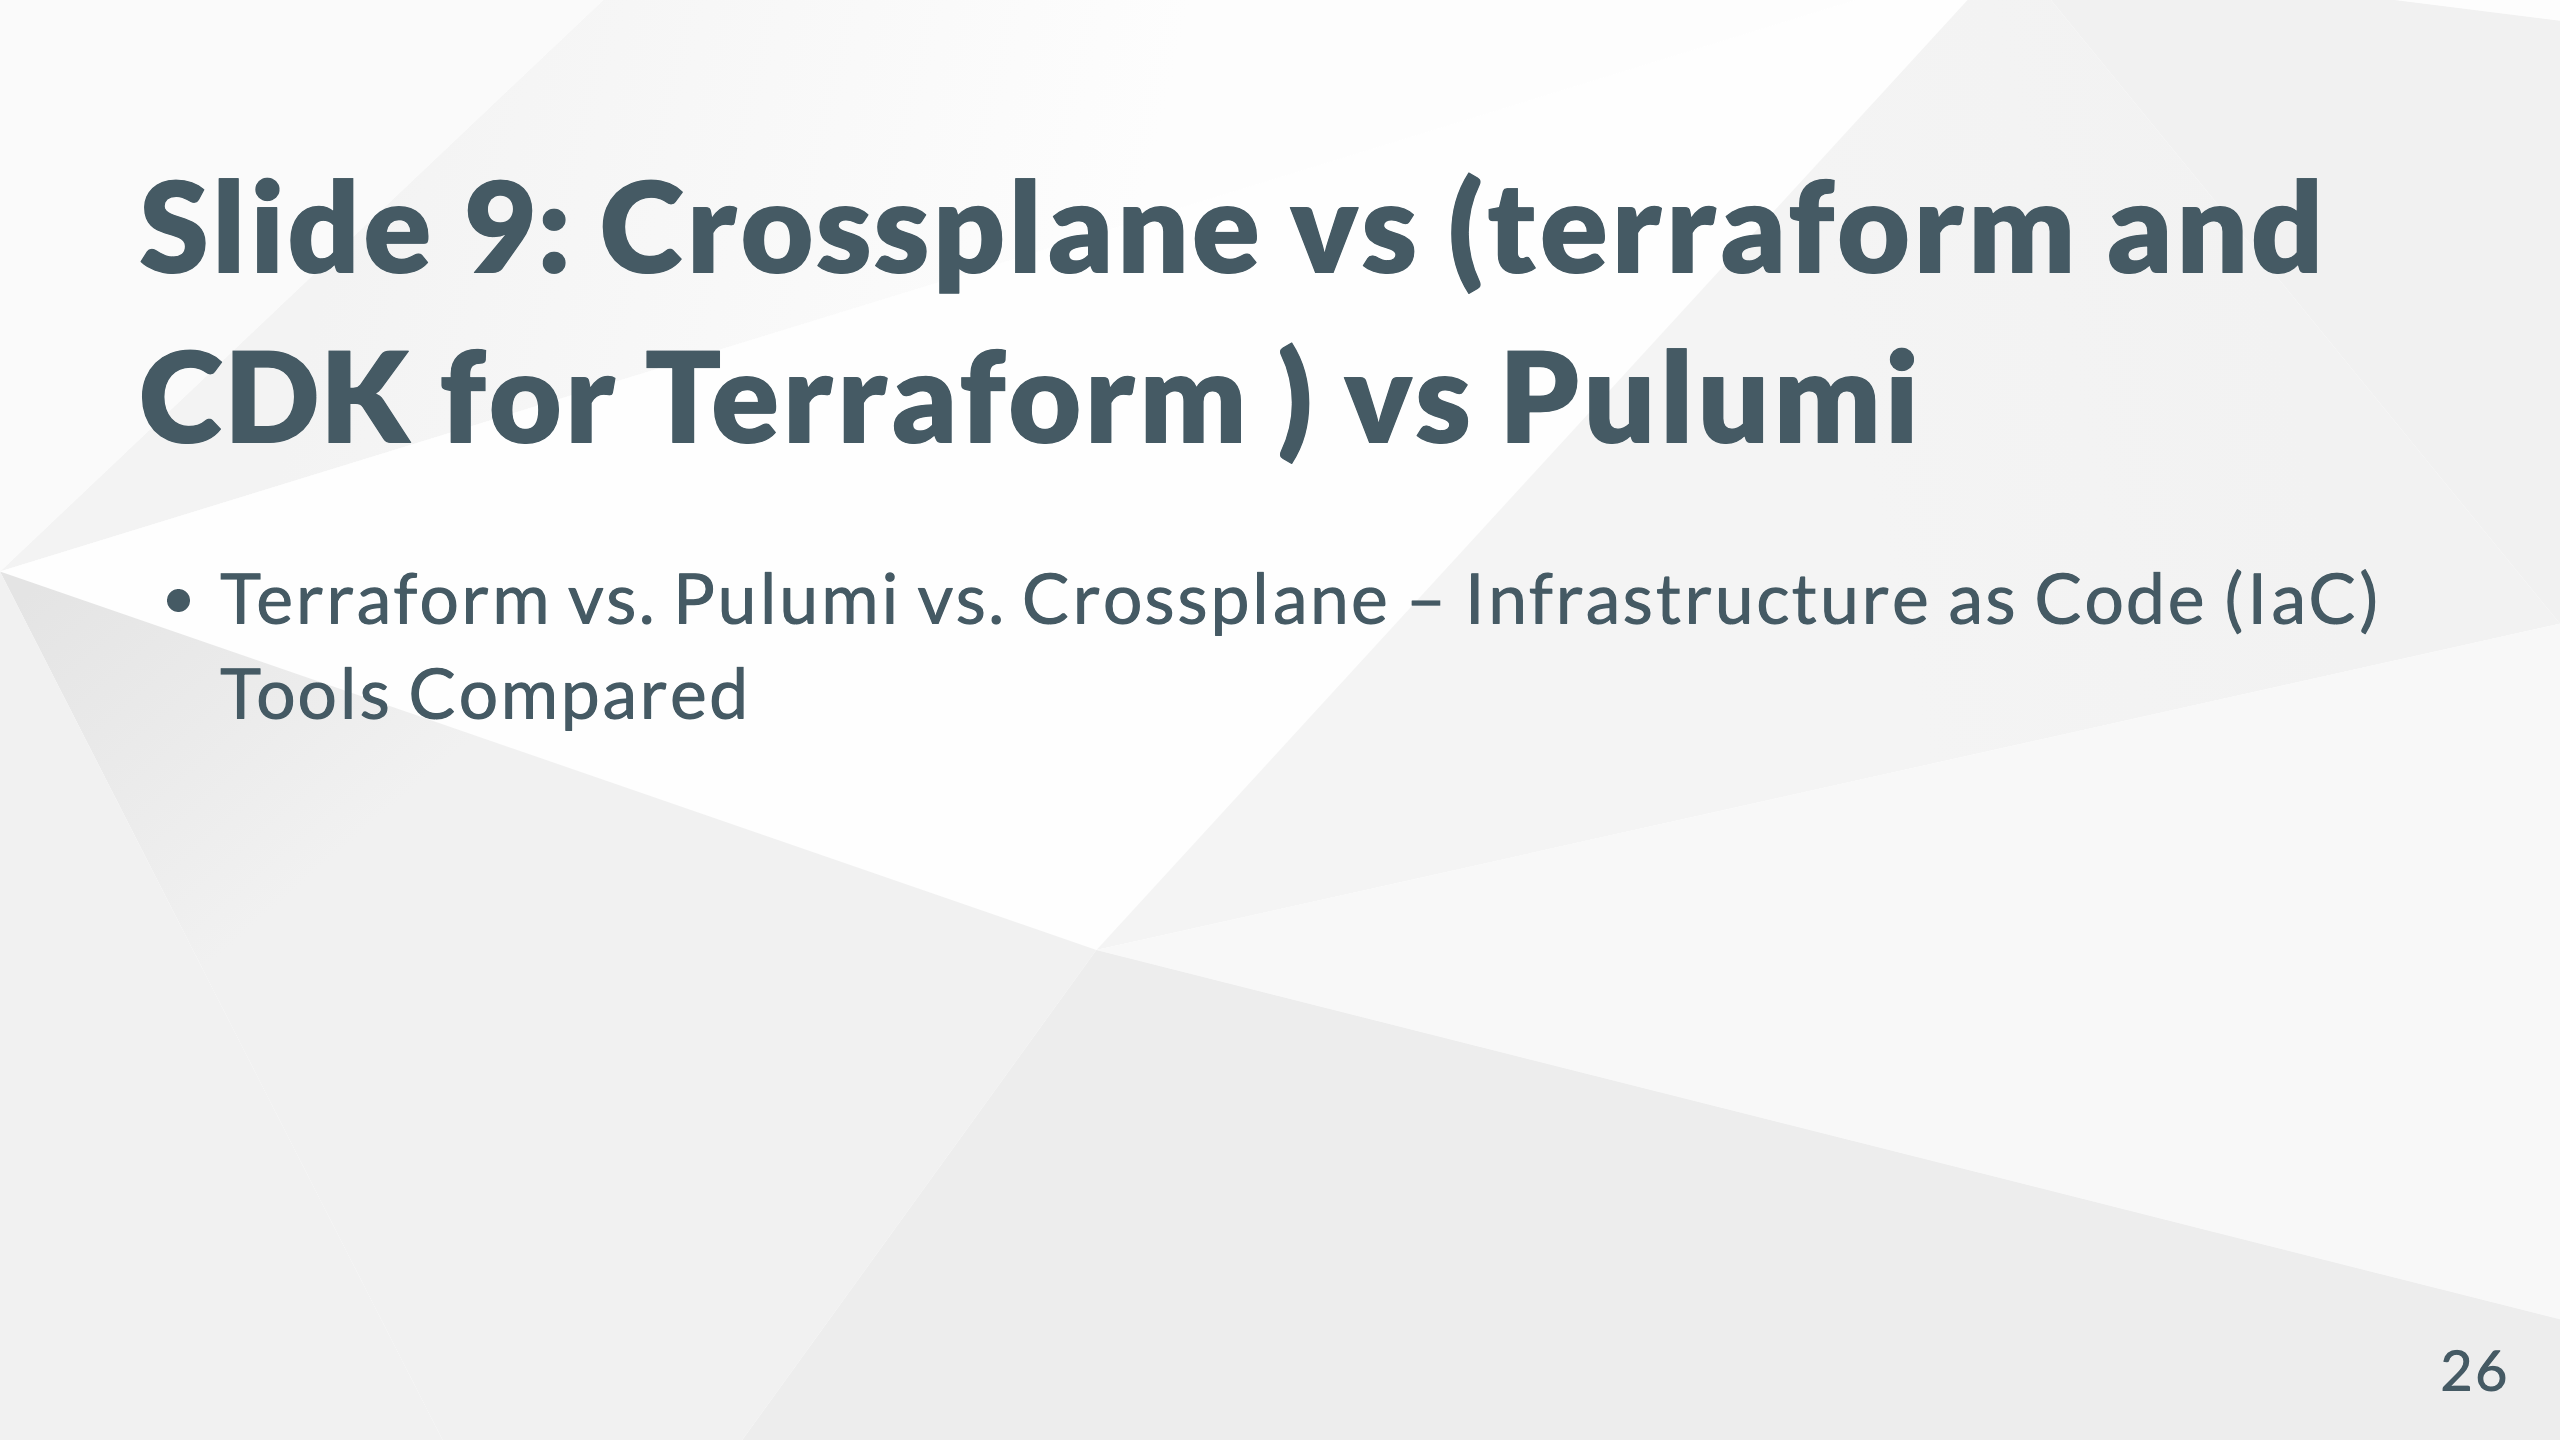 Slide 9: Crossplane vs (terraform and
CDK for Terraform ) vs Pulumi
• Terraform vs. Pulumi vs. Crossplane – Infrastructure as Code (IaC)
Tools Compared
26